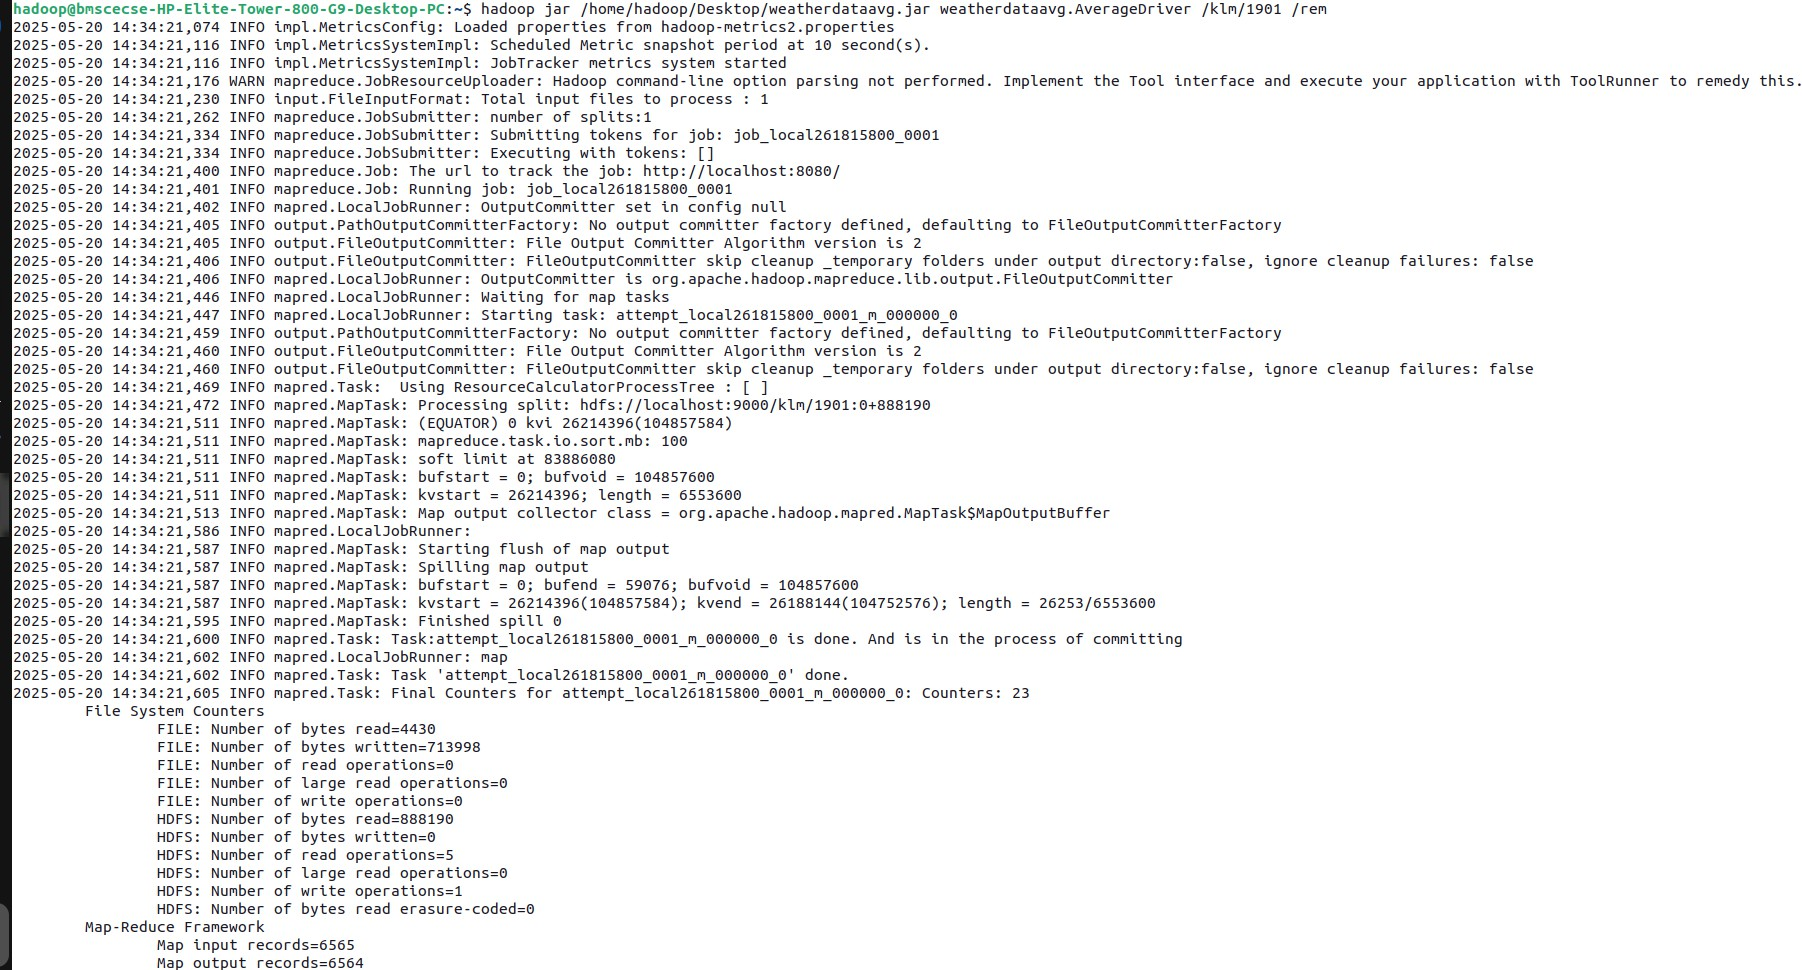 hadoop@bmscecse-HP-Elite-Tower-800-G9-Desktop-PC:~$ hadoop jar /home/hadoop/Desktop/weatherdataavg.jar weatherdataavg.AverageDriver /klm/1901 /rem
2025-05-20 14:34:21,074 INFO impl.MetricsConfig: Loaded properties from hadoop-metrics2.properties
2025-05-20 14:34:21,116 INFO impl.MetricsSystemImpl: Scheduled Metric snapshot period at 10 second(s).
2025-05-20 14:34:21,116 INFO impl.MetricsSystemImpl: JobTracker metrics system started
2025-05-20 14:34:21,176 WARN mapreduce.JobResourceUploader: Hadoop command-line option parsing not performed. Implement the Tool interface and execute your application with ToolRunner to remedy this.
2025-05-20 14:34:21,230 INFO input.FileInputFormat: Total input files to process : 1
2025-05-20 14:34:21,262 INFO mapreduce.JobSubmitter: number of splits:1
2025-05-20 14:34:21,334 INFO mapreduce.JobSubmitter: Submitting tokens for job: job_local261815800_0001
2025-05-20 14:34:21,334 INFO mapreduce.JobSubmitter: Executing with tokens: []
2025-05-20 14:34:21,400 INFO mapreduce.Job: The url to track the job: http://localhost:8080/
2025-05-20 14:34:21,401 INFO mapreduce.Job: Running job: job_local261815800_0001
2025-05-20 14:34:21,402 INFO mapred.LocalJobRunner: OutputCommitter set in config null
2025-05-20 14:34:21,405 INFO output.PathOutputCommitterFactory: No output committer factory defined, defaulting to FileOutputCommitterFactory
2025-05-20 14:34:21,405 INFO output.FileOutputCommitter: File Output Committer Algorithm version is 2
2025-05-20 14:34:21,406 INFO output.FileOutputCommitter: FileOutputCommitter skip cleanup _temporary folders under output directory:false, ignore cleanup failures: false
2025-05-20 14:34:21,406 INFO mapred.LocalJobRunner: OutputCommitter is org.apache.hadoop.mapreduce.lib.output.FileOutputCommitter
2025-05-20 14:34:21,446 INFO mapred.LocalJobRunner: Waiting for map tasks
2025-05-20 14:34:21,447 INFO mapred.LocalJobRunner: Starting task: attempt_local261815800_0001_m_000000_0
2025-05-20 14:34:21,459 INFO output.PathOutputCommitterFactory: No output committer factory defined, defaulting to FileOutputCommitterFactory
2025-05-20 14:34:21,460 INFO output.FileOutputCommitter: File Output Committer Algorithm version is 2
2025-05-20 14:34:21,460 INFO output.FileOutputCommitter: FileOutputCommitter skip cleanup _temporary folders under output directory:false, ignore cleanup failures: false
2025-05-20 14:34:21,469 INFO mapred.Task:  Using ResourceCalculatorProcessTree : [ ]
2025-05-20 14:34:21,472 INFO mapred.MapTask: Processing split: hdfs://localhost:9000/klm/1901:0+888190
2025-05-20 14:34:21,511 INFO mapred.MapTask: (EQUATOR) 0 kvi 26214396(104857584)
2025-05-20 14:34:21,511 INFO mapred.MapTask: mapreduce.task.io.sort.mb: 100
2025-05-20 14:34:21,511 INFO mapred.MapTask: soft limit at 83886080
2025-05-20 14:34:21,511 INFO mapred.MapTask: bufstart = 0; bufvoid = 104857600
2025-05-20 14:34:21,511 INFO mapred.MapTask: kvstart = 26214396; length = 6553600
2025-05-20 14:34:21,513 INFO mapred.MapTask: Map output collector class = org.apache.hadoop.mapred.MapTask$MapOutputBuffer
2025-05-20 14:34:21,586 INFO mapred.LocalJobRunner:
2025-05-20 14:34:21,587 INFO mapred.MapTask: Starting flush of map output
2025-05-20 14:34:21,587 INFO mapred.MapTask: Spilling map output
2025-05-20 14:34:21,587 INFO mapred.MapTask: bufstart = 0; bufend = 59076; bufvoid = 104857600
2025-05-20 14:34:21,587 INFO mapred.MapTask: kvstart = 26214396(104857584); kvend = 26188144(104752576); length = 26253/6553600
2025-05-20 14:34:21,595 INFO mapred.MapTask: Finished spill 0
2025-05-20 14:34:21,600 INFO mapred.Task: Task:attempt_local261815800_0001_m_000000_0 is done. And is in the process of committing
2025-05-20 14:34:21,602 INFO mapred.LocalJobRunner: map
2025-05-20 14:34:21,602 INFO mapred.Task: Task 'attempt_local261815800_0001_m_000000_0' done.
2025-05-20 14:34:21,605 INFO mapred.Task: Final Counters for attempt_local261815800_0001_m_000000_0: Counters: 23
File System Counters
FILE: Number of bytes read=4430
FILE: Number of bytes written=713998
FILE: Number of read operations=0
FILE: Number of large read operations=0
FILE: Number of write operations=0
HDFS: Number of bytes read=888190
HDFS: Number of bytes written=0
HDFS: Number of read operations=5
HDFS: Number of large read operations=0
HDFS: Number of write operations=1
HDFS: Number of bytes read erasure-coded=0
Map-Reduce Framework
Map input records=6565
Map output records=6564